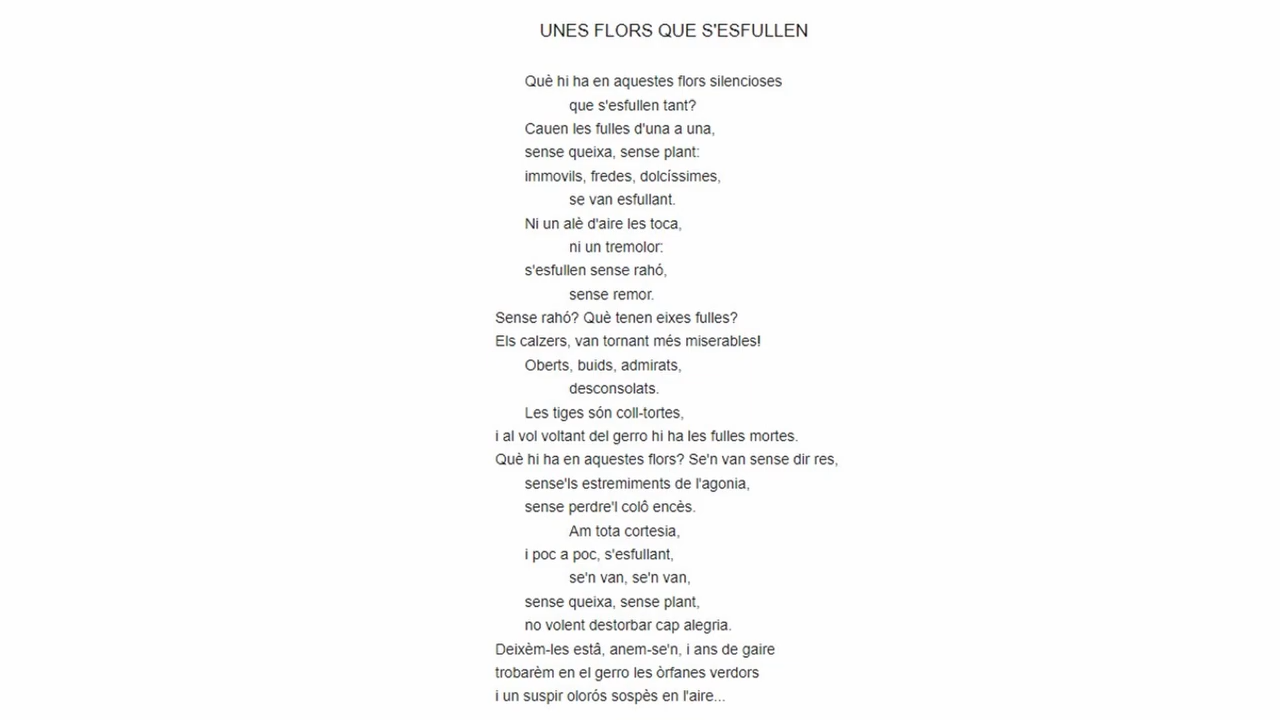 UNES FLORS QUE S'ESFULLEN
Què hi ha en aquestes flors silencioses
que s'esfullen tant?
Cauen les fulles d'una a una,
sense queixa, sense plant:
immovils, fredes, dolcíssimes,
se van esfullant.
Ni un alè d'aire les toca,
ni un tremolor:
s'esfullen sense rahó,
sense remor.
Sense rahó? Què tenen eixes fulles?
Els calzers, van tornant més miserables!
Oberts, buids, admirats,
desconsolats.
Les tiges són coll-tortes,
i al vol voltant del gerro hi ha les fulles mortes.
Què hi ha en aquestes flors? Se'n van sense dir res,
sense'ls estremiments de l'agonia,
sense perdre'l colô encès.
Am tota cortesia,
i poc a poc, s'esfullant,
se'n van, se'n van,
sense queixa, sense plant,
no volent destorbar cap alegria.
Deixèm-les estâ, anem-se'n, i ans de gaire
trobarèm en el gerro les òrfanes verdors
i un suspir olorós sospès en l'aire...